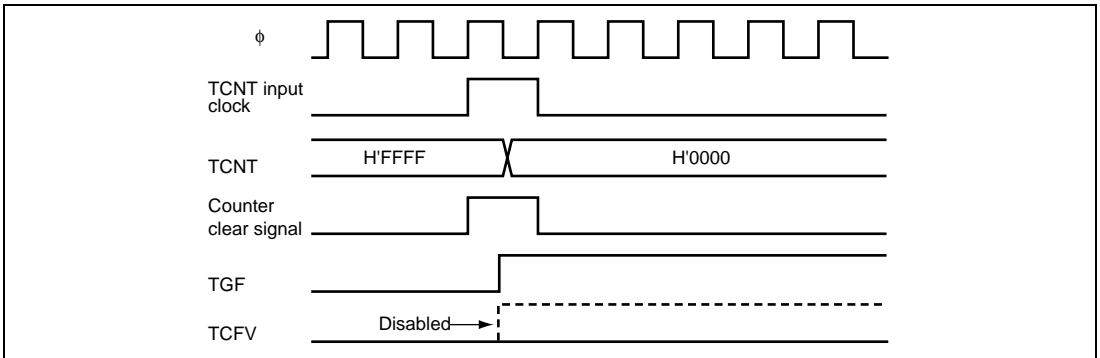 ϕ
TCNT input
clock
TCNT
H'FFFF
H'0000
Counter
clear signal
TGF
Disabled
TCFV